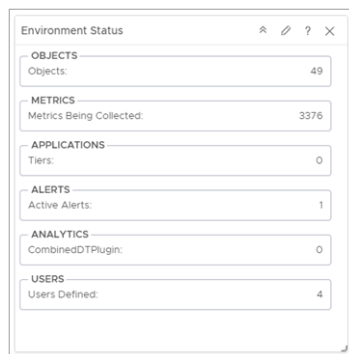 Environment Status
OBJECTS
Objects: 49
METRICS
Metrics Being Collected: 3376
APPLICATIONS
Tiers: 0
ALERTS
Active Alerts: 1
ANALYTICS
CombinedDTPlugin: 0
USERS
Users Defined: 4